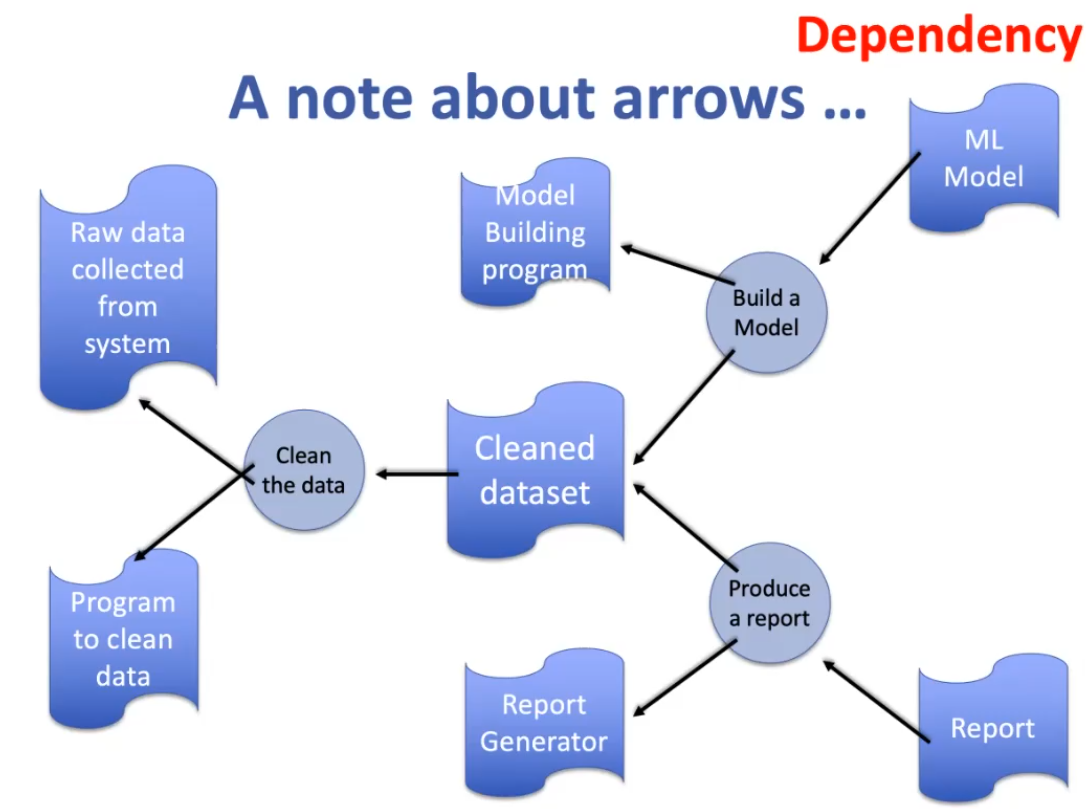 Dependency
A note about arrows ...
ML
Model
Model
Building
program
Raw data
collected
from
system
Build a
Model
Clean
the data
Cleaned
dataset
Program
to clean
data
Produce
a report
Report
Generator
Report